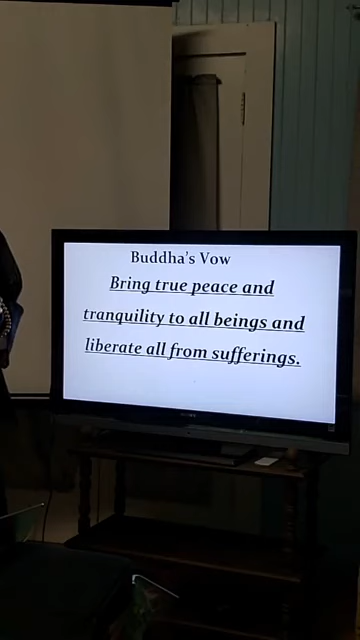 Buddha's Vow
Bring true peace and
tranquility to all beings and
liberate all from sufferings.